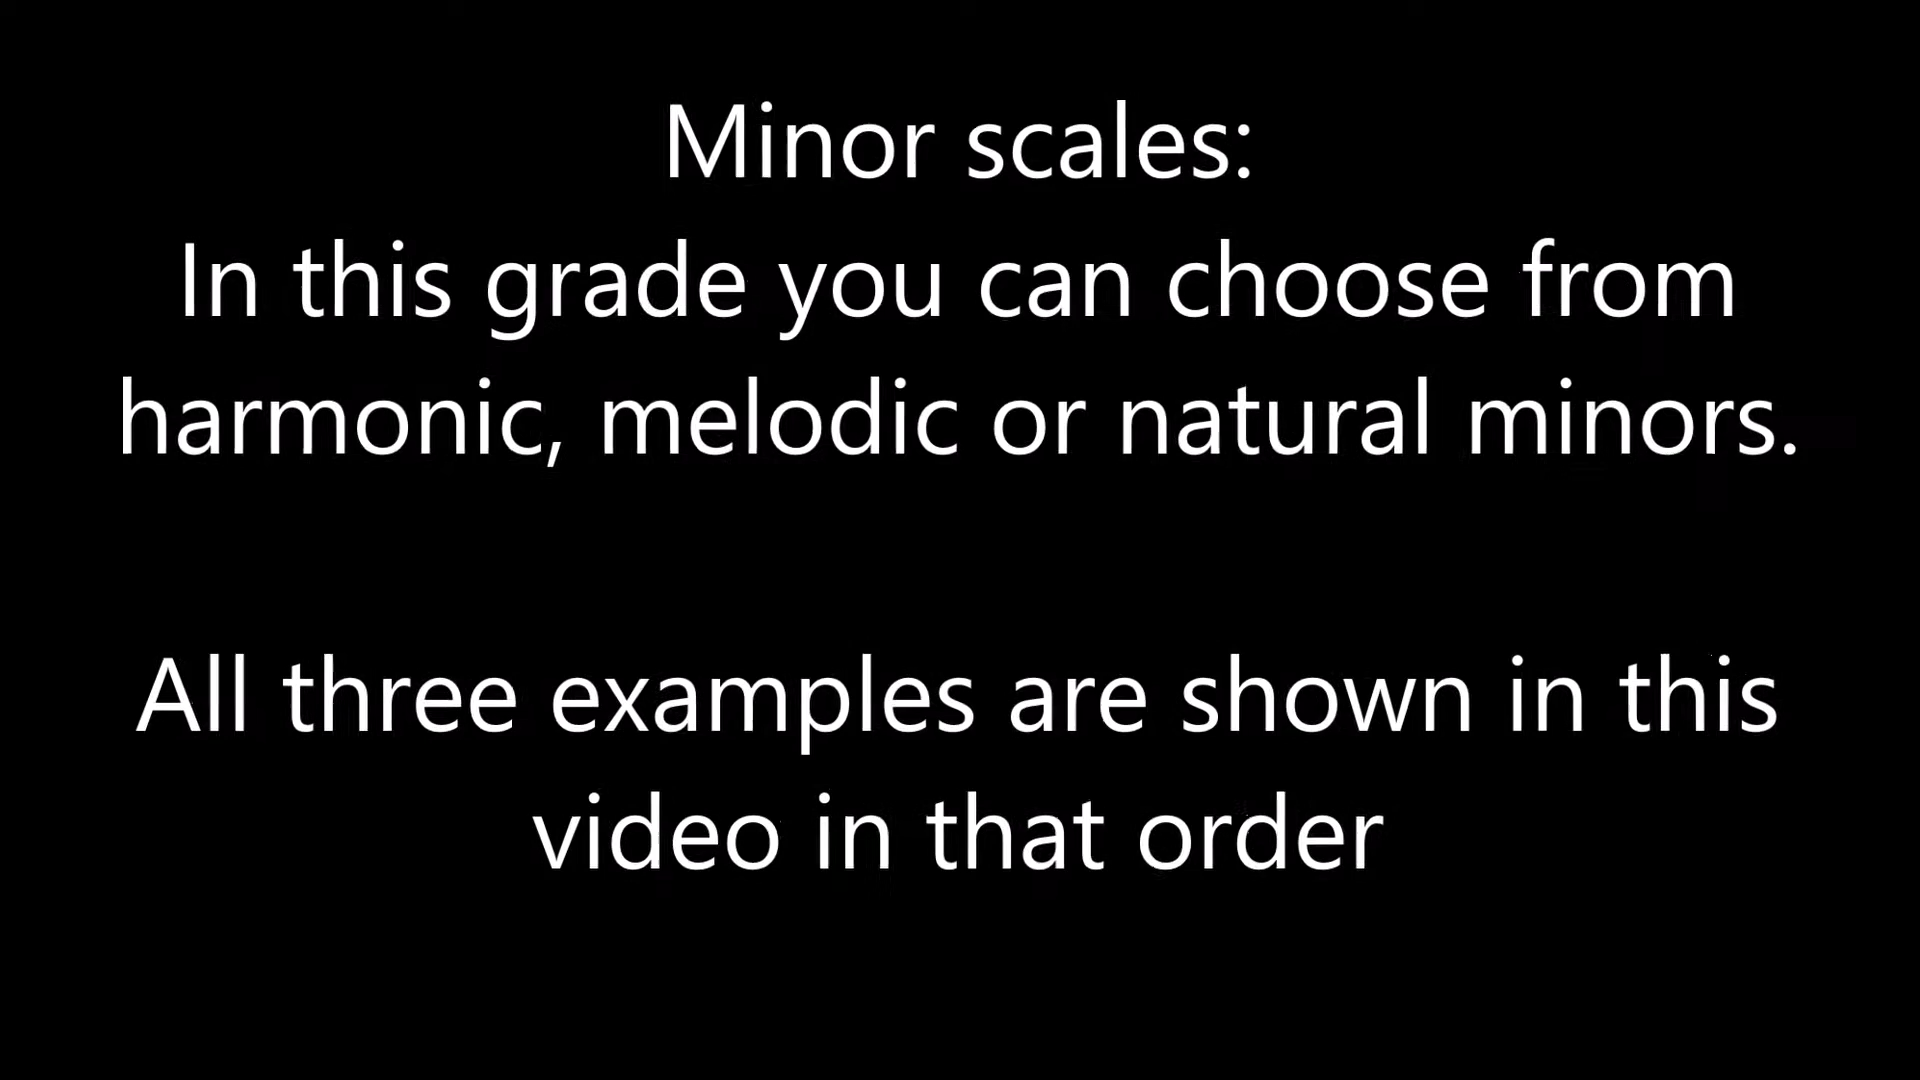 Minor scales:
In this grade you can choose from
harmonic, melodic or natural minors.
All three examples are shown in this
video in that order